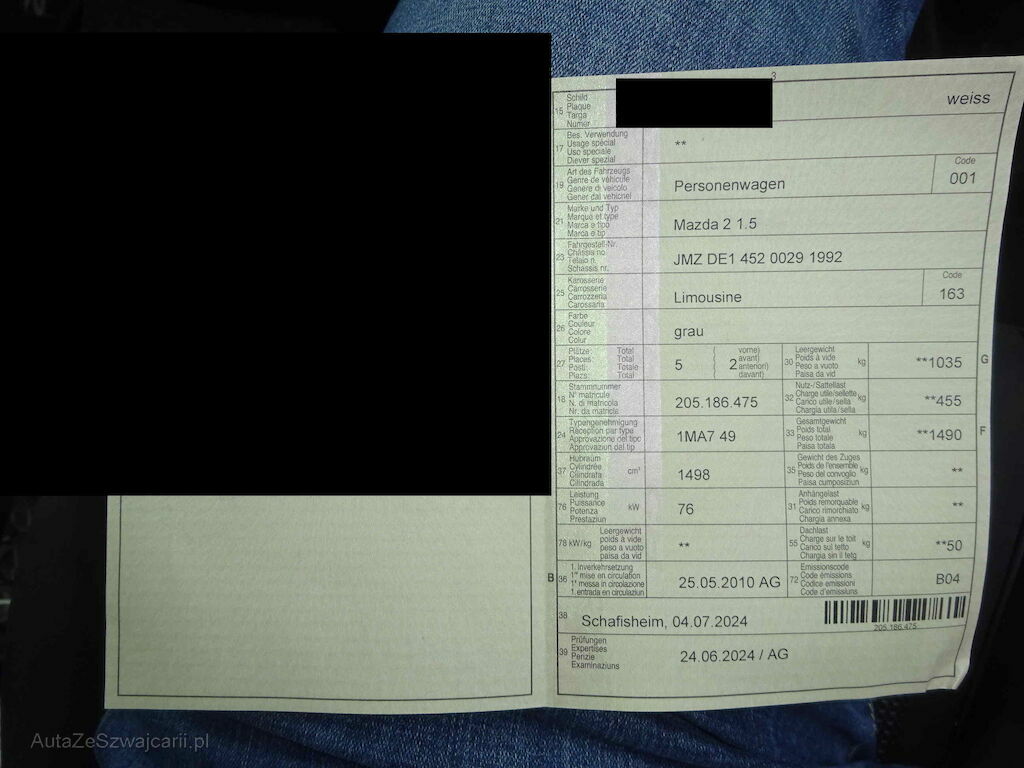 3
15 Schild
Plaque
Targa
Numer
weiss
17 Bes. Verwendung
Usage spécial
Uso speciale
Diever spezial
**
19 Art des Fahrzeugs
Genre de véhicule
Genere di veicolo
Gener dal vehichel
Personenwagen
Code
001
21 Marke und Typ
Marque et type
Marca e tipo
Marca e tip
Mazda 2 1.5
23 Fahrgestell-Nr.
Châssis no
Telaio n.
Schassis nr.
JMZ DE1 452 0029 1992
25 Karosserie
Carrosserie
Carrozzeria
Carossaria
Limousine
Code
163
26 Farbe
Couleur
Colore
Colur
grau
27 Plätze: Total
Places: Total
Posti: Totale
Plazs: Total
5
( vorne)
( 2 avant)
( anteriori)
( davant)
30 Leergewicht
Poids à vide
Peso a vuoto
Paisa da vid
kg
**1035
G
18 Stammnummer
N° matricule
N. di matricola
Nr. da matricle
205.186.475
32 Nutz-/Sattellast
Charge utile/sellette
Carico utile/sella
Chargia utila/sella
kg
**455
24 Typengenehmigung
Réception par type
Approvazione del tipo
Approvaziun dal tip
1MA7 49
33 Gesamtgewicht
Poids total
Peso totale
Paisa totala
kg
**1490
F
37 Hubraum
Cylindrée
Cilindrata
Cilindrada
cm³
1498
35 Gewicht des Zuges
Poids de l'ensemble
Peso del convoglio
Paisa cumposiziun
kg
**
76 Leistung
Puissance
Potenza
Prestaziun
kW
76
31 Anhängelast
Poids remorquable
Carico rimorchiato
Chargia annexa
kg
**
78 kW/kg
Leergewicht
poids à vide
peso a vuoto
paisa da vid
**
55 Dachlast
Charge sur le toit
Carico sul tetto
Chargia sin il tetg
kg
**50
B
36 1. Inverkehrsetzung
1re mise en circulation
1a messa in circolazione
1. entrada en circulaziun
25.05.2010 AG
72 Emissionscode
Code émissions
Codice emissioni
Code d'emissiuns
B04
38 Schafisheim, 04.07.2024
205.186.475
39 Prüfungen
Expertises
Perizie
Examinaziuns
24.06.2024 / AG
AutaZeSzwajcarii.pl